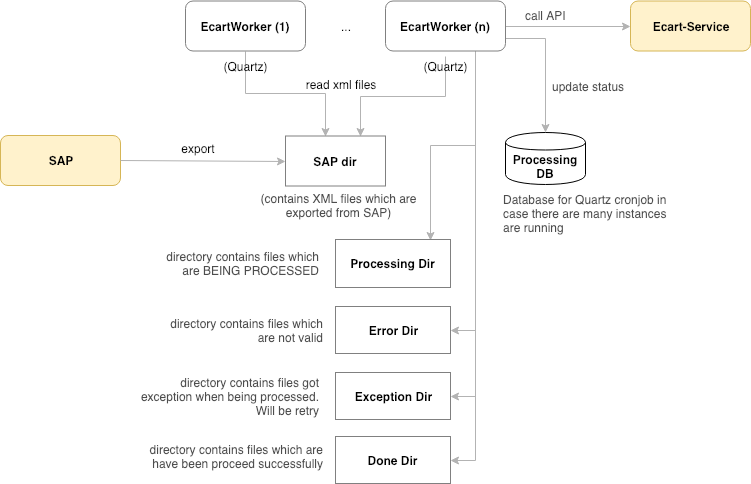 EcartWorker (1)
...
EcartWorker (n)
call API
Ecart-Service
(Quartz)
(Quartz)
read xml files
update status
SAP
export
SAP dir
Processing
DB
(contains XML files which are
exported from SAP)
Database for Quartz cronjob in
case there are many instances
are running
directory contains files which
are BEING PROCESSED
Processing Dir
directory contains files which
are not valid
Error Dir
directory contains files got
exception when being processed.
Will be retry
Exception Dir
directory contains files which are
have been proceed successfully
Done Dir